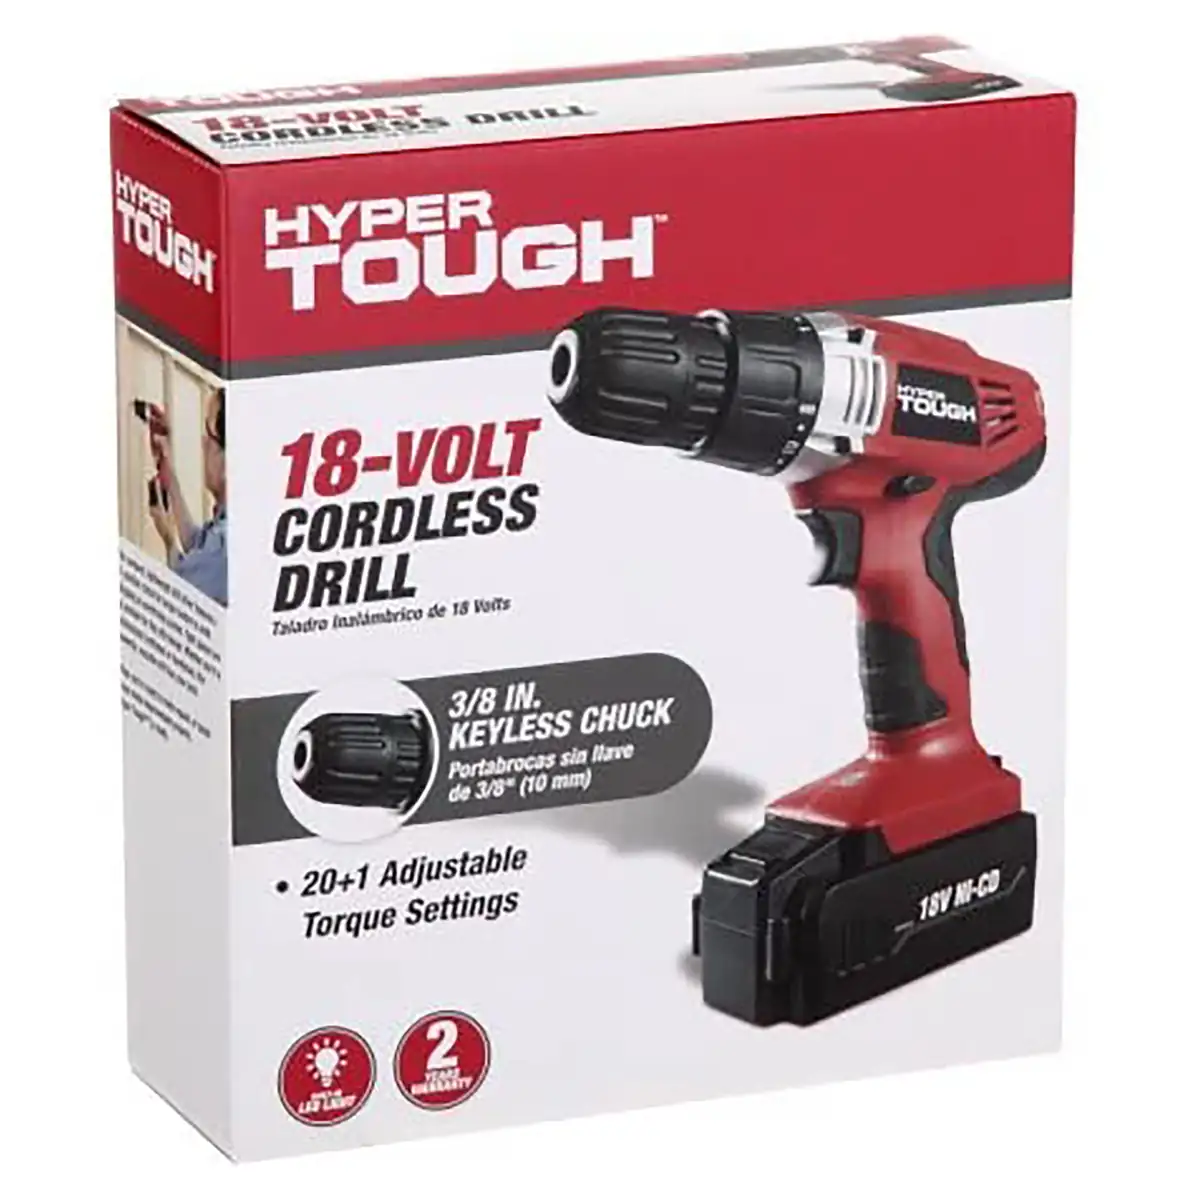 TOUGH
18-VOLT
CORDLESS DRILL
HYPER
TOUGH
HYPER
TOUGH™
HYPER
TOUGH
18-VOLT
CORDLESS
DRILL
Taladro Inalámbrico de 18 Volts
3/8 IN.
KEYLESS CHUCK
Portabrocas sin llave
de 3/8" (10 mm)
• 20+1 Adjustable
Torque Settings
18V NI-CD
LED LIGHT
2
YEARS
WARRANTY